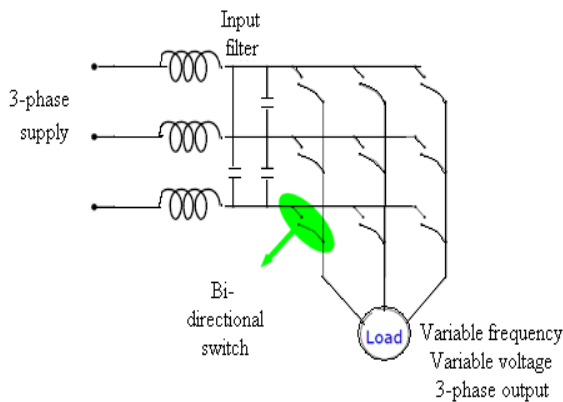 Input
filter
3-phase
supply
Bi-
directional
switch
Load
Variable frequency
Variable voltage
3-phase output